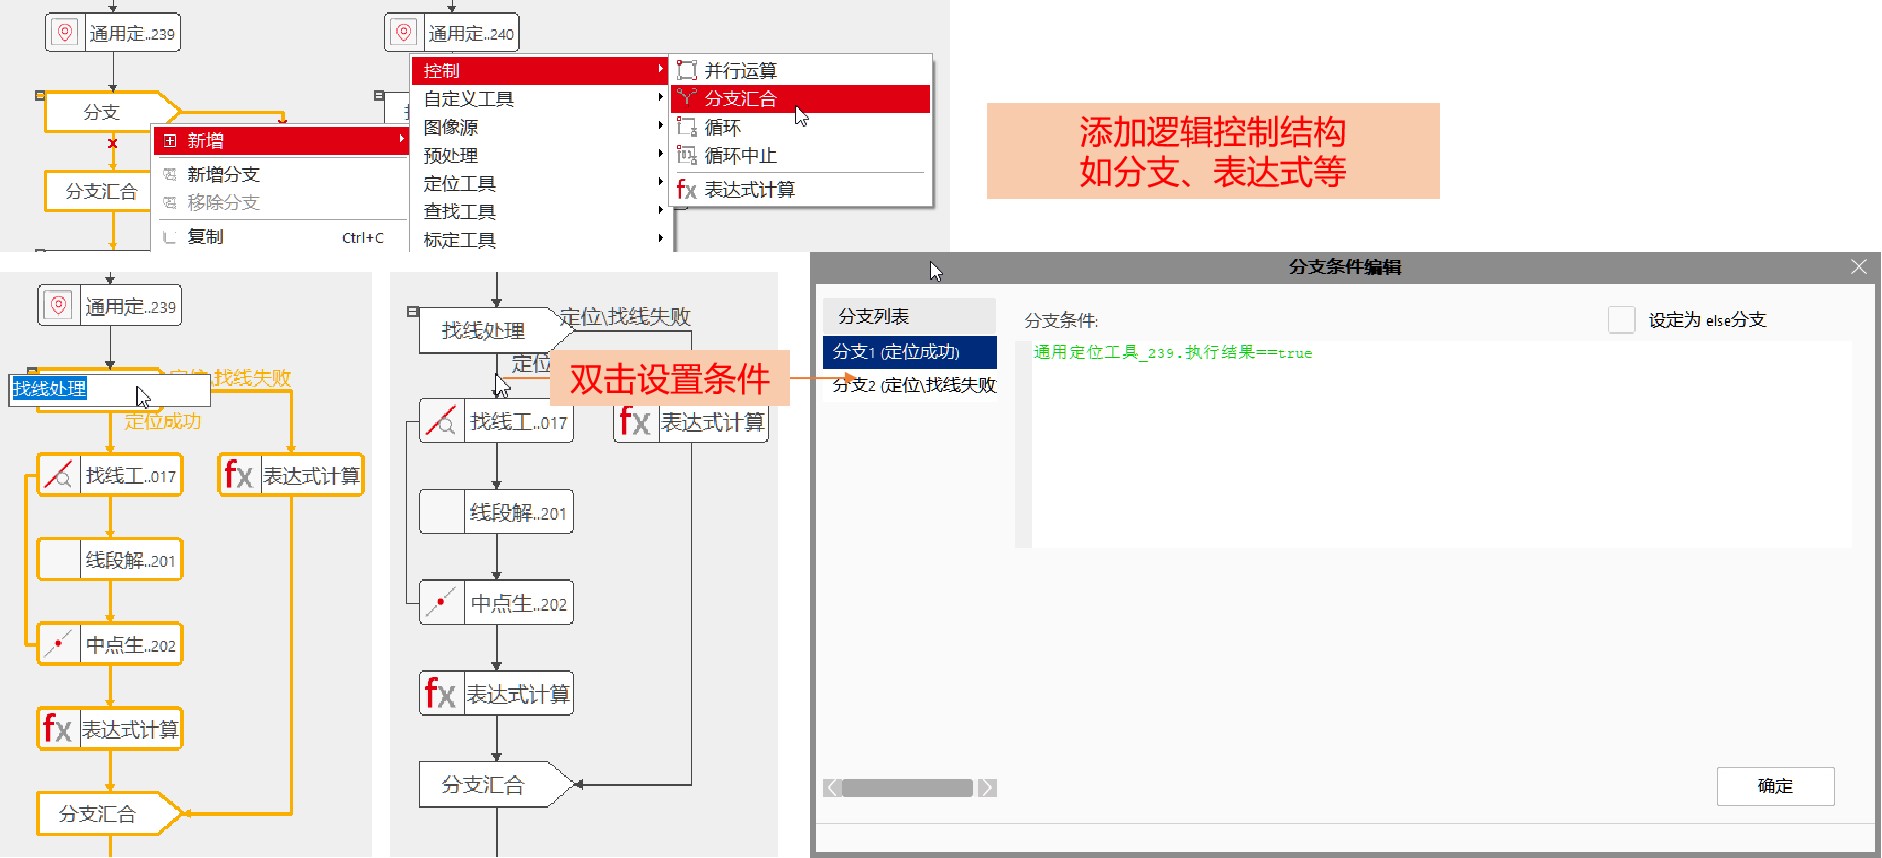 通用定..239
通用定..240
分支
分支汇合
新增
新增分支
移除分支
复制 Ctrl+C
控制
自定义工具
图像源
预处理
定位工具
查找工具
标定工具
并行运算
分支汇合
循环
循环中止
表达式计算
添加逻辑控制结构
如分支、表达式等
通用定..239
找线处理
定位\找线失败
定位成功
找线工..017
表达式计算
线段解..201
中点生..202
表达式计算
分支汇合
找线处理
定位\找线失败
定位
双击设置条件
找线工..017
表达式计算
线段解..201
中点生..202
表达式计算
分支汇合
分支条件编辑
分支列表
分支1 (定位成功)
分支2 (定位\找线失败
分支条件:
设定为 else分支
通用定位工具_239.执行结果==true
确定